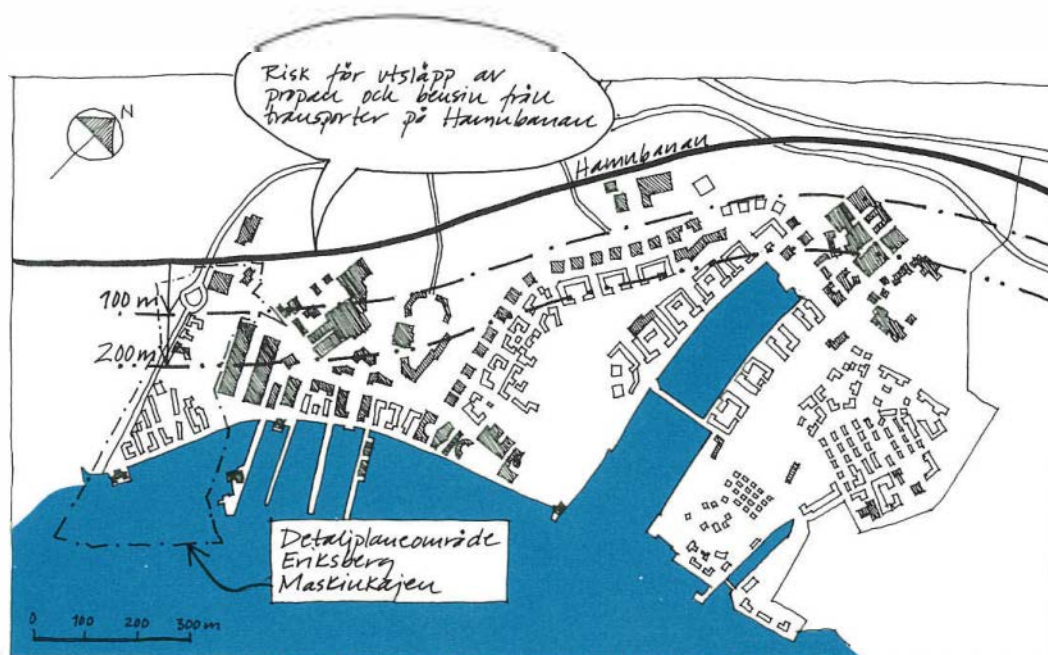 Risk för utsläpp av
propan och bensin från
transporter på Hamnbanan
N
Hamnbanan
100 m
200 m
Detaljplaneområde
Eriksberg
Maskinkajen
0 100 200 300 m